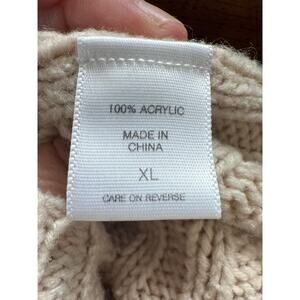 100% ACRYLIC
MADE IN
CHINA
XL
CARE ON REVERSE